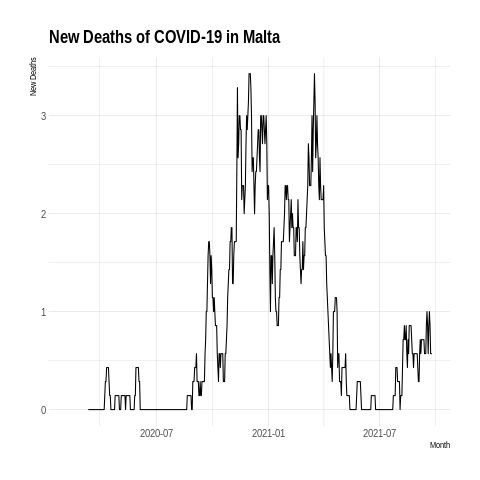 New Deaths of COVID-19 in Malta
New Deaths
3
2
1
0
2020-07
2021-01
2021-07
Month